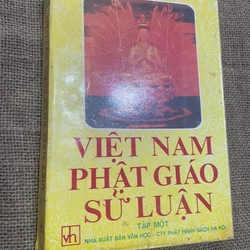 VIỆT NAM
PHẬT GIÁO
SỬ LUẬN
TẬP MỘT
vh
NHÀ XUẤT BẢN VĂN HỌC - CTY PHÁT HÀNH SÁCH HÀ NỘI